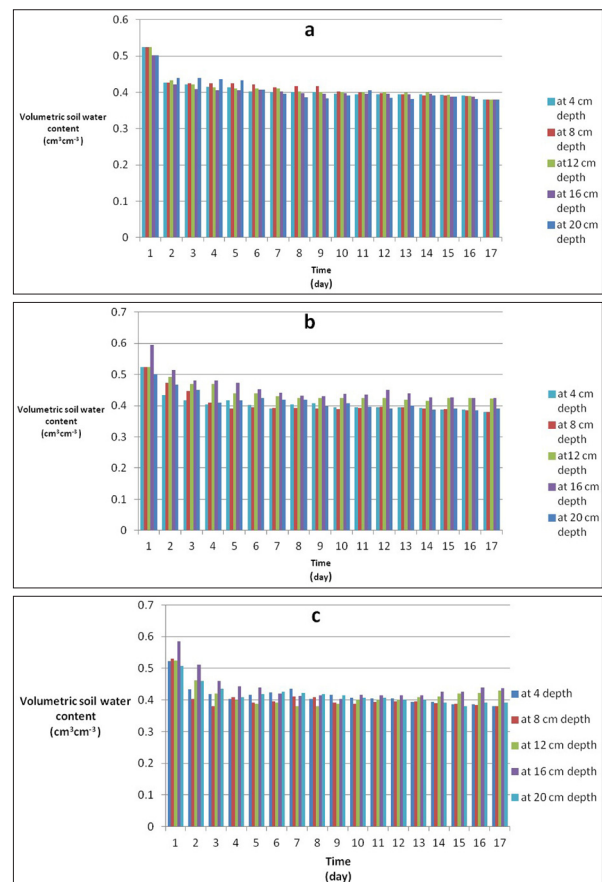 a
0.6
0.5
0.4
0.3
0.2
0.1
0
Volumetric soil water
content
(cm³cm⁻³)
1 2 3 4 5 6 7 8 9 10 11 12 13 14 15 16 17
Time
(day)
at 4 cm
depth
at 8 cm
depth
at12 cm
depth
at 16 cm
depth
at 20 cm
depth
b
0.7
0.6
0.5
0.4
0.3
0.2
0.1
0
Volumetric soil water
content
(cm³cm⁻³)
1 2 3 4 5 6 7 8 9 10 11 12 13 14 15 16 17
Time
(day)
at 4 cm
depth
at 8 cm
depth
at12 cm
depth
at 16 cm
depth
at 20 cm
depth
c
0.7
0.6
0.5
0.4
0.3
0.2
0.1
0
Volumetric soil water
content
(cm³cm⁻³)
1 2 3 4 5 6 7 8 9 10 11 12 13 14 15 16 17
Time
(day)
at 4 depth
at 8 cm depth
at 12 cm depth
at 16 cm depth
at 20 cm depth